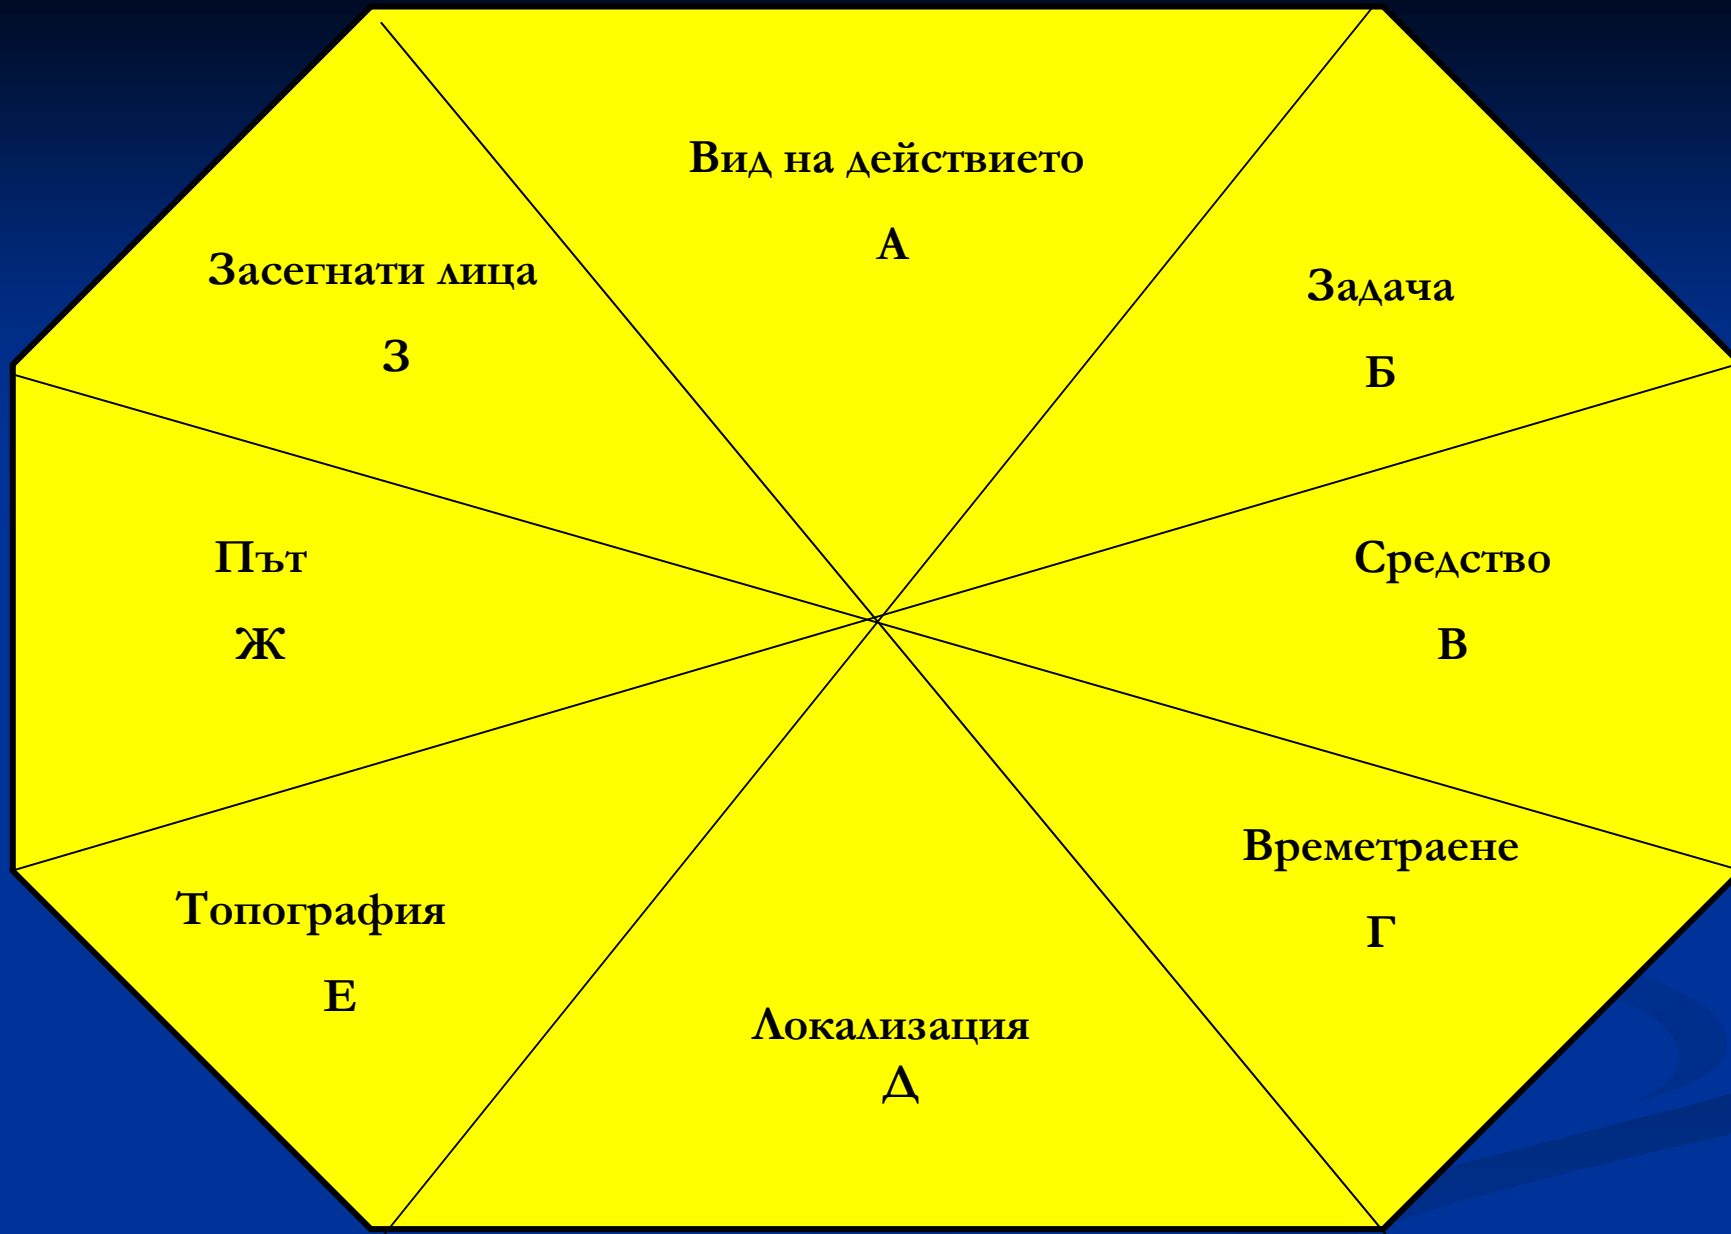 Вид на действието
А
Задача
Б
Средство
В
Времетраене
Г
Локализация
Д
Топография
Е
Път
Ж
Засегнати лица
З